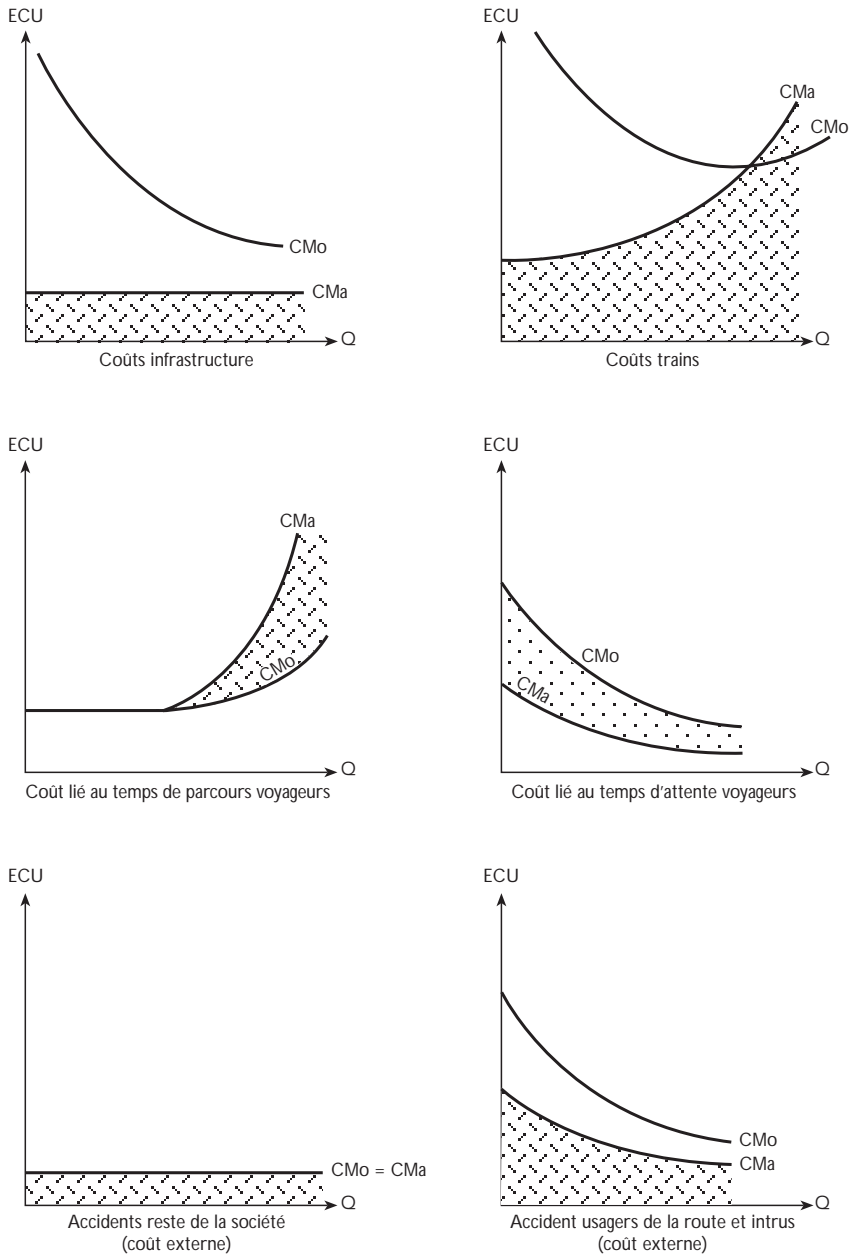 ECU
CMo
CMa
Q
Coûts infrastructure
ECU
CMa
CMo
Q
Coûts trains
ECU
CMa
CMo
Q
Coût lié au temps de parcours voyageurs
ECU
CMo
CMa
Q
Coût lié au temps d'attente voyageurs
ECU
CMo = CMa
Q
Accidents reste de la société
(coût externe)
ECU
CMo
CMa
Q
Accident usagers de la route et intrus
(coût externe)